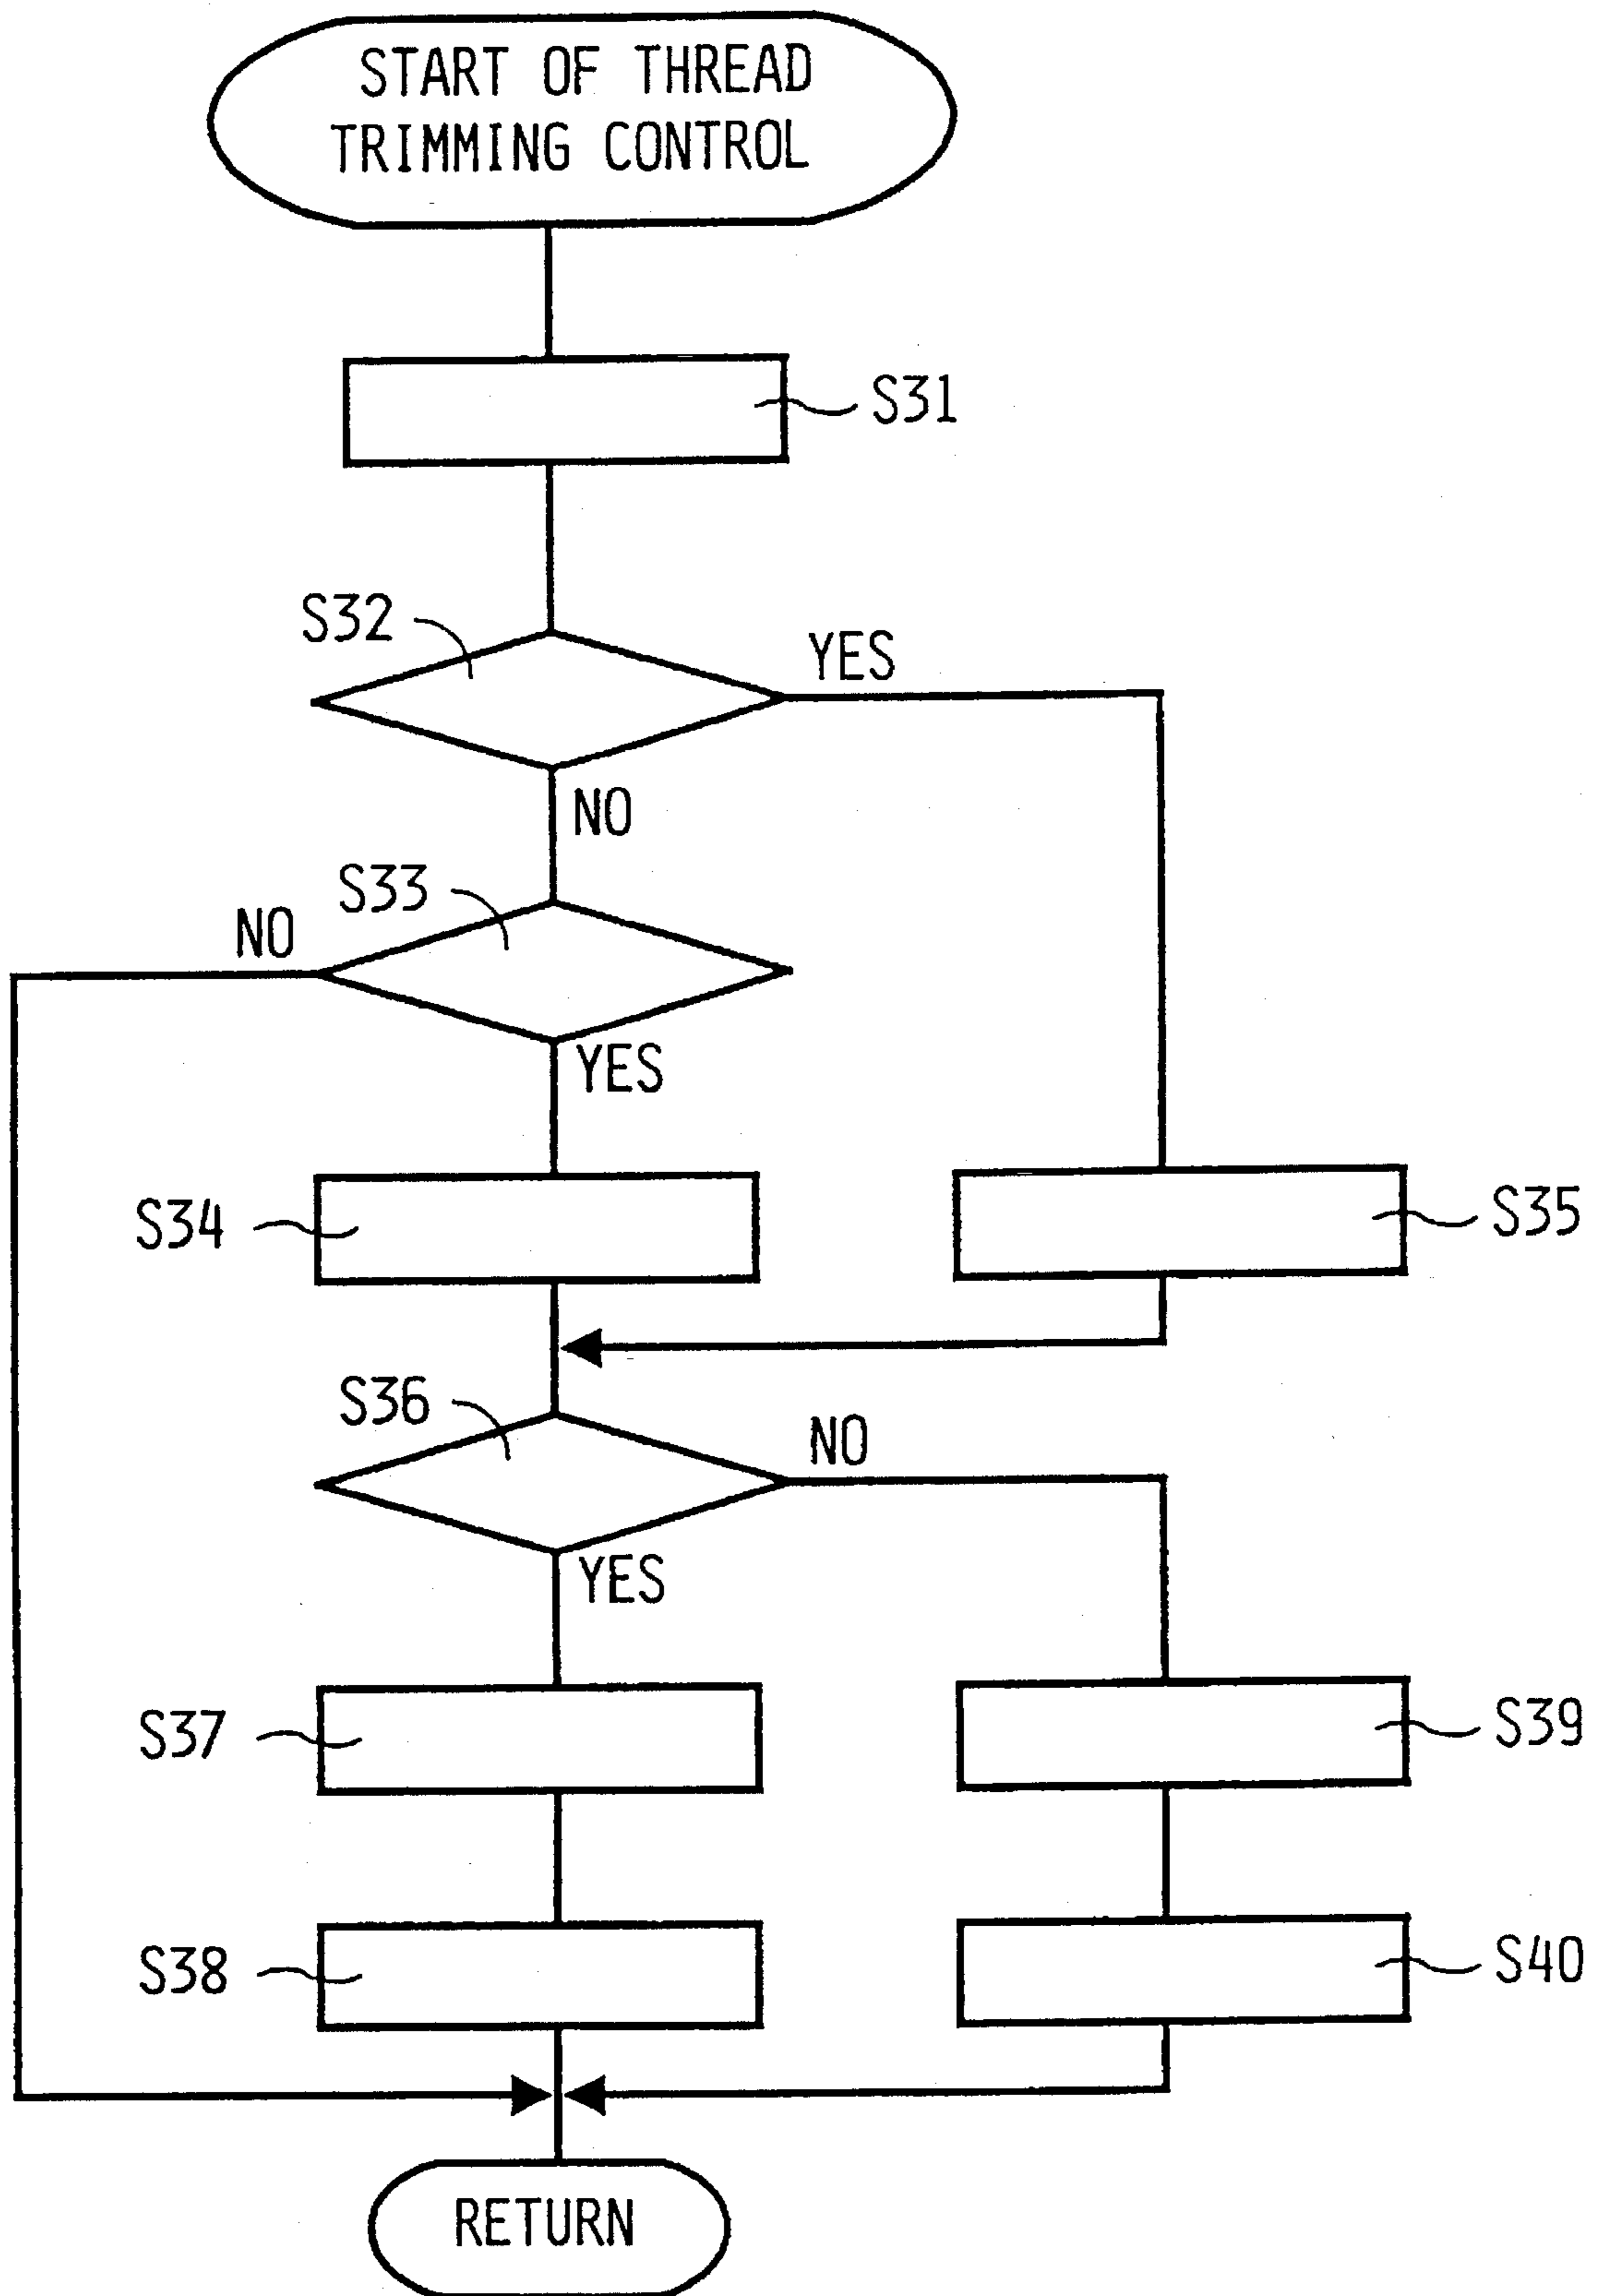 START OF THREAD
TRIMMING CONTROL
S31
S32
YES
NO
S33
NO
YES
S34
S35
S36
NO
YES
S37
S39
S38
S40
RETURN